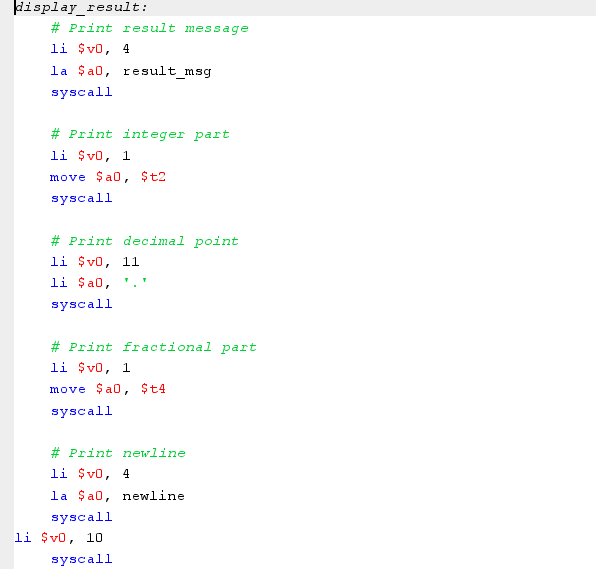 display_result:
# Print result message
li $v0, 4
la $a0, result_msg
syscall
# Print integer part
li $v0, 1
move $a0, $t2
syscall
# Print decimal point
li $v0, 11
li $a0, '.'
syscall
# Print fractional part
li $v0, 1
move $a0, $t4
syscall
# Print newline
li $v0, 4
la $a0, newline
syscall
li $v0, 10
syscall